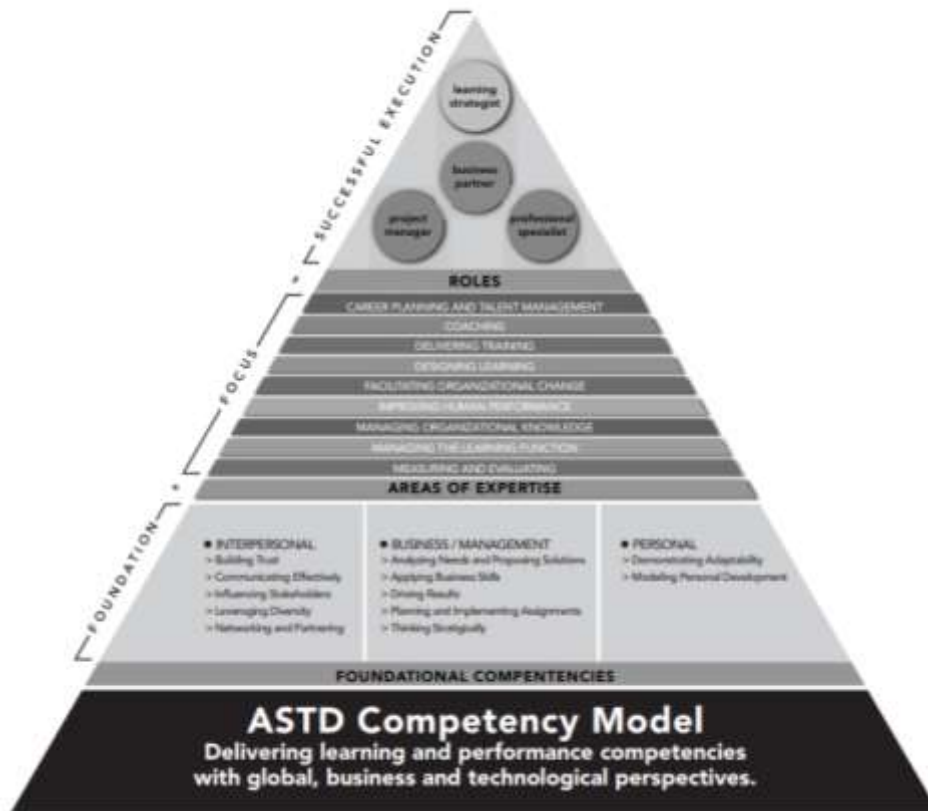 SUCCESSFUL EXECUTION
learning
strategist
business
partner
project
manager
professional
specialist
ROLES
FOCUS
CAREER PLANNING AND TALENT MANAGEMENT
COACHING
DELIVERING TRAINING
DESIGNING LEARNING
FACILITATING ORGANIZATIONAL CHANGE
IMPROVING HUMAN PERFORMANCE
MANAGING ORGANIZATIONAL KNOWLEDGE
MANAGING THE LEARNING FUNCTION
MEASURING AND EVALUATING
AREAS OF EXPERTISE
FOUNDATION
• INTERPERSONAL
> Building Trust
> Communicating Effectively
> Influencing Stakeholders
> Leveraging Diversity
> Networking and Partnering
• BUSINESS / MANAGEMENT
> Analyzing Needs and Proposing Solutions
> Applying Business Skills
> Driving Results
> Planning and Implementing Assignments
> Thinking Strategically
• PERSONAL
> Demonstrating Adaptability
> Modeling Personal Development
FOUNDATIONAL COMPENTENCIES
ASTD Competency Model
Delivering learning and performance competencies
with global, business and technological perspectives.